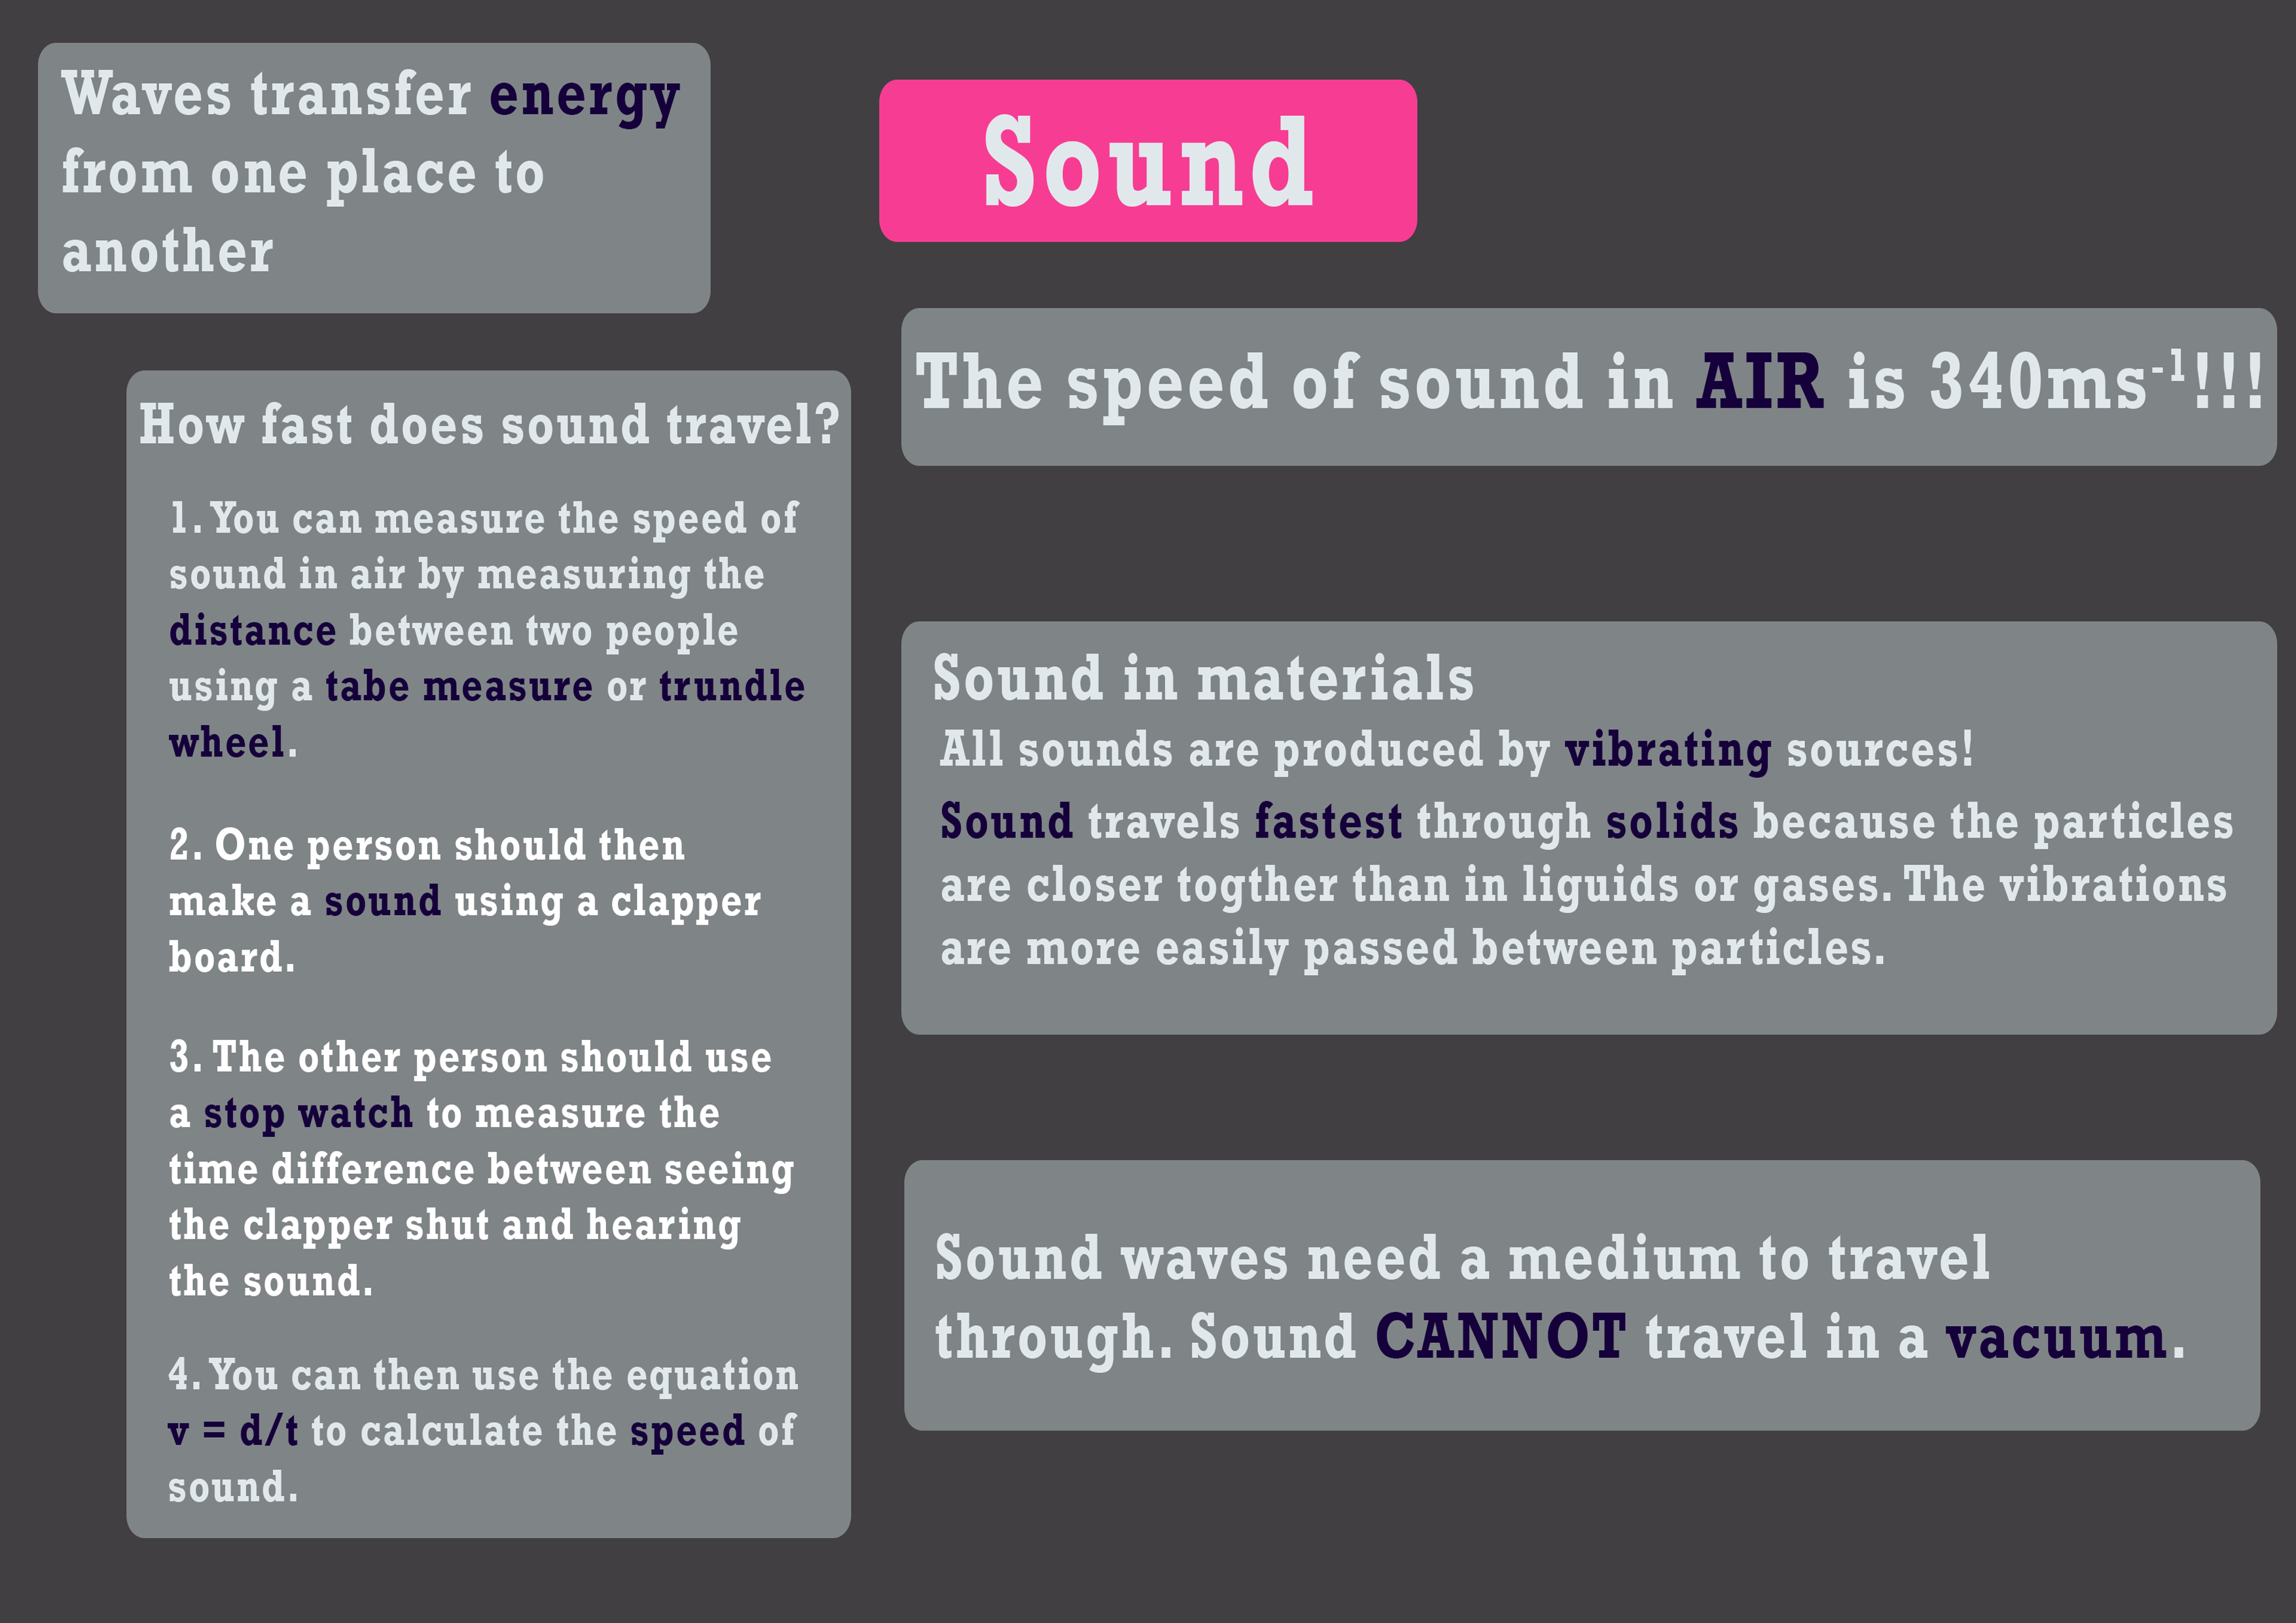 Waves transfer energy
from one place to
another
Sound
The speed of sound in AIR is 340ms⁻¹!!!
How fast does sound travel?
1. You can measure the speed of
sound in air by measuring the
distance between two people
using a tabe measure or trundle
wheel.
2. One person should then
make a sound using a clapper
board.
3. The other person should use
a stop watch to measure the
time difference between seeing
the clapper shut and hearing
the sound.
4. You can then use the equation
v = d/t to calculate the speed of
sound.
Sound in materials
All sounds are produced by vibrating sources!
Sound travels fastest through solids because the particles
are closer togther than in liguids or gases. The vibrations
are more easily passed between particles.
Sound waves need a medium to travel
through. Sound CANNOT travel in a vacuum.